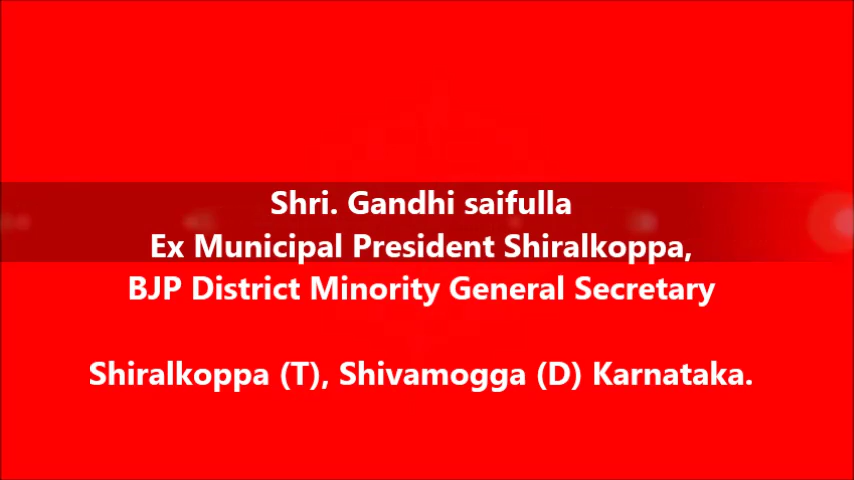 Shri. Gandhi saifulla
Ex Municipal President Shiralkoppa,
BJP District Minority General Secretary
Shiralkoppa (T), Shivamogga (D) Karnataka.